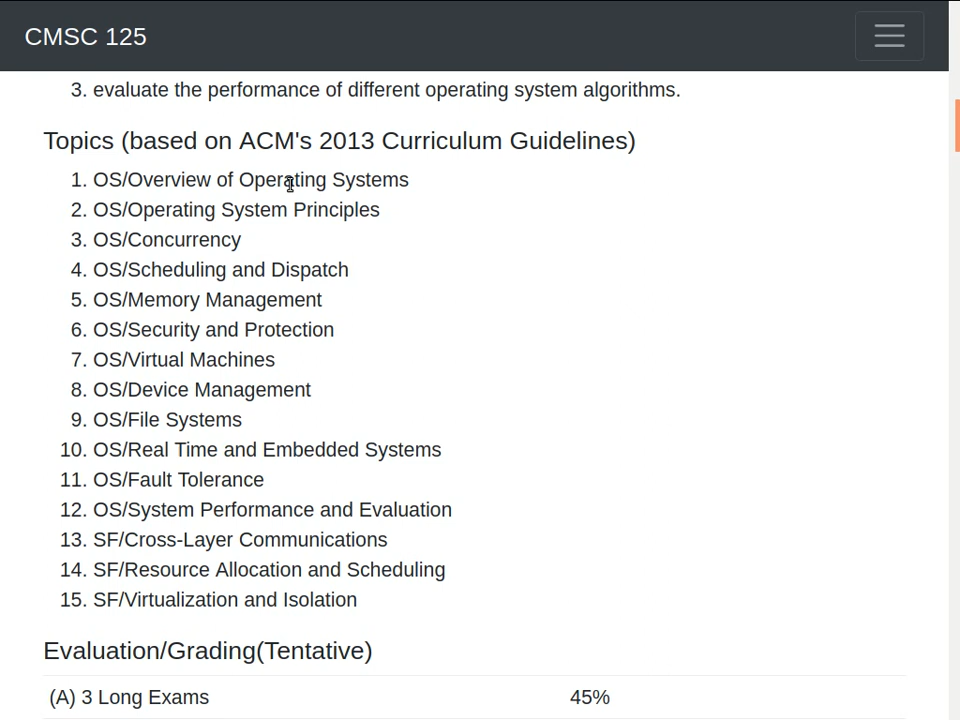 CMSC 125
3. evaluate the performance of different operating system algorithms.
Topics (based on ACM's 2013 Curriculum Guidelines)
1. OS/Overview of Operating Systems
2. OS/Operating System Principles
3. OS/Concurrency
4. OS/Scheduling and Dispatch
5. OS/Memory Management
6. OS/Security and Protection
7. OS/Virtual Machines
8. OS/Device Management
9. OS/File Systems
10. OS/Real Time and Embedded Systems
11. OS/Fault Tolerance
12. OS/System Performance and Evaluation
13. SF/Cross-Layer Communications
14. SF/Resource Allocation and Scheduling
15. SF/Virtualization and Isolation
Evaluation/Grading(Tentative)
(A) 3 Long Exams 45%